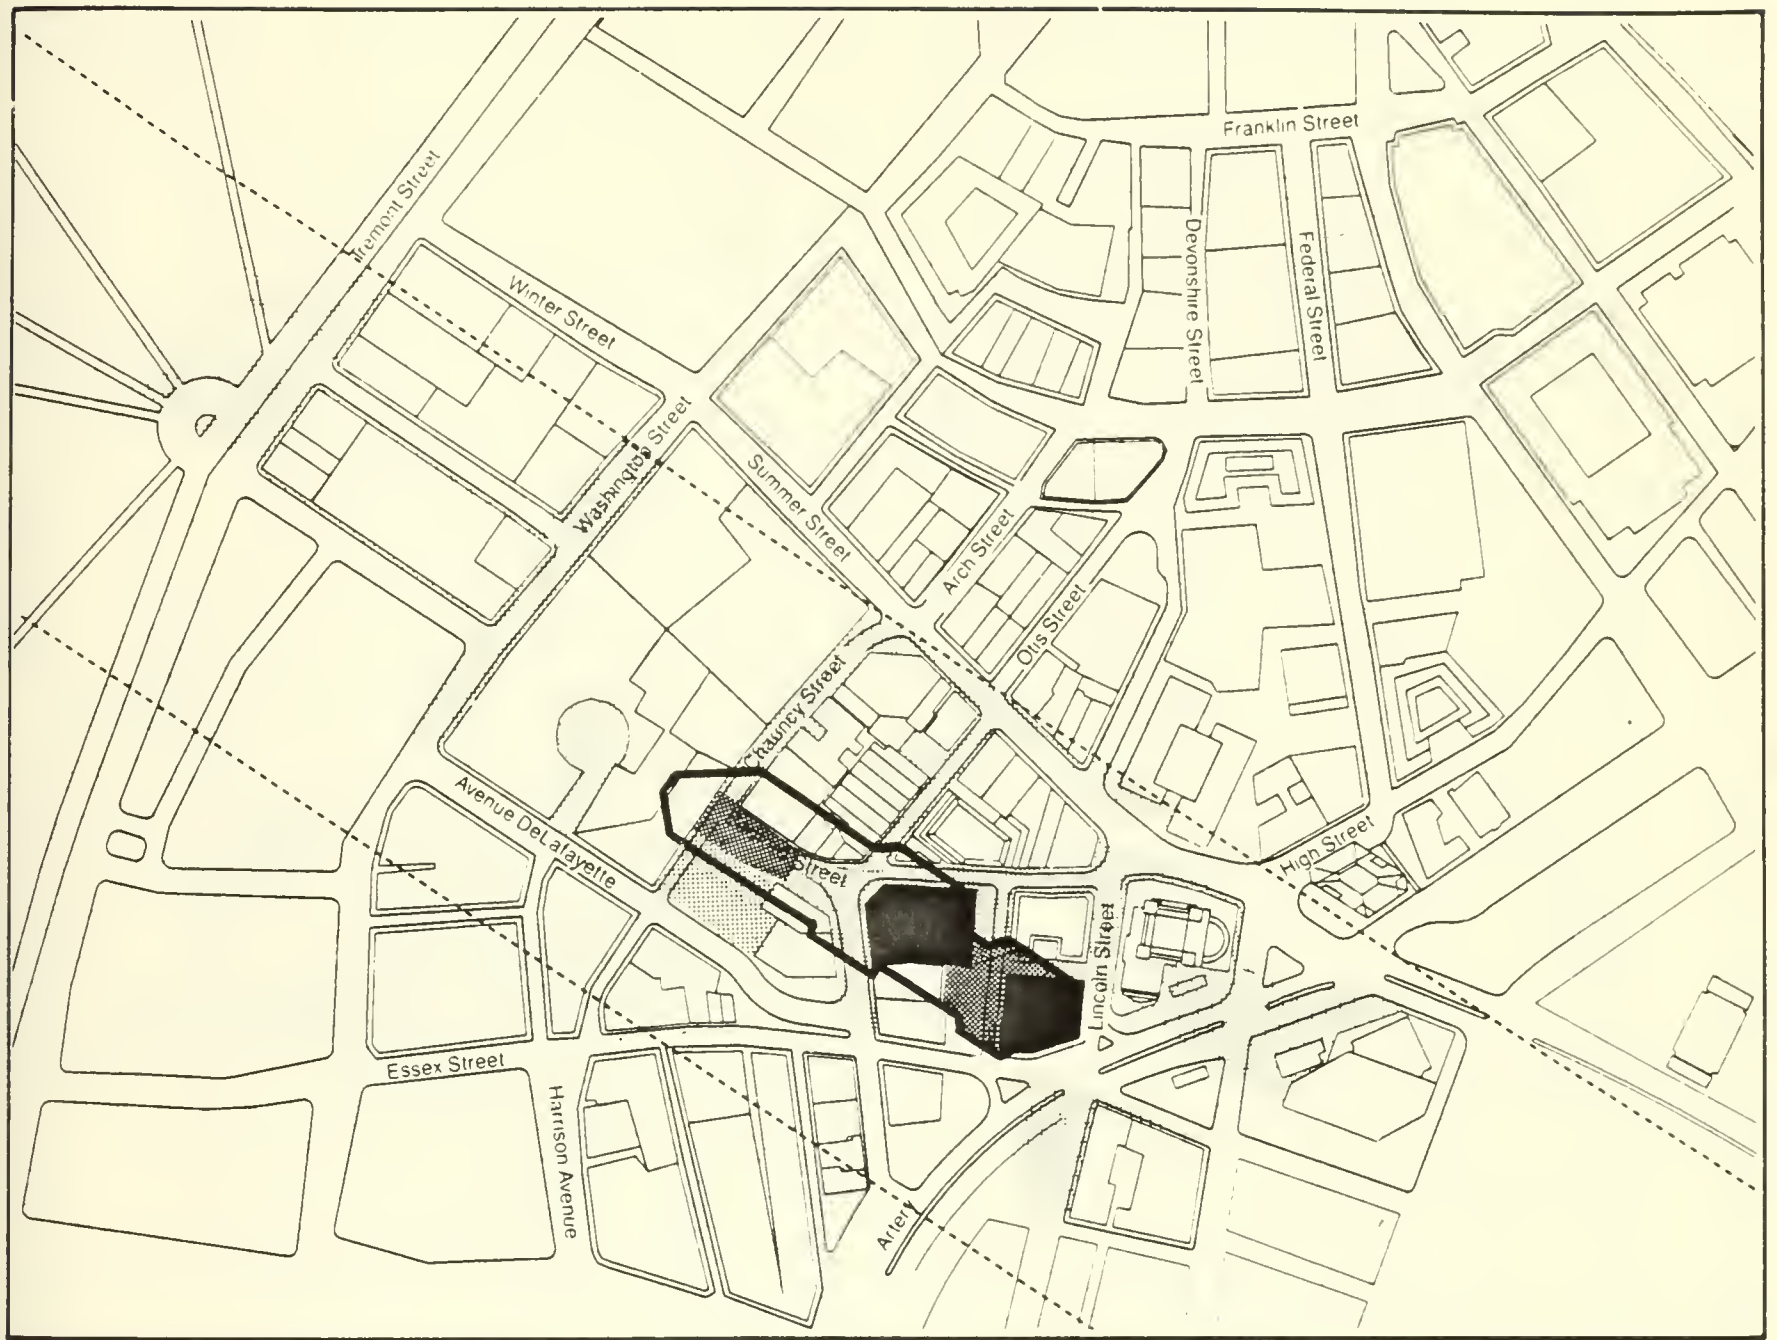 Franklin Street
Tremont Street
Devonshire Street
Federal Street
Winter Street
Washington Street
Summer Street
Arch Street
Otis Street
Chauncy Street
Avenue DeLafayette
Street
High Street
Lincoln Street
Essex Street
Harrison Avenue
Artery